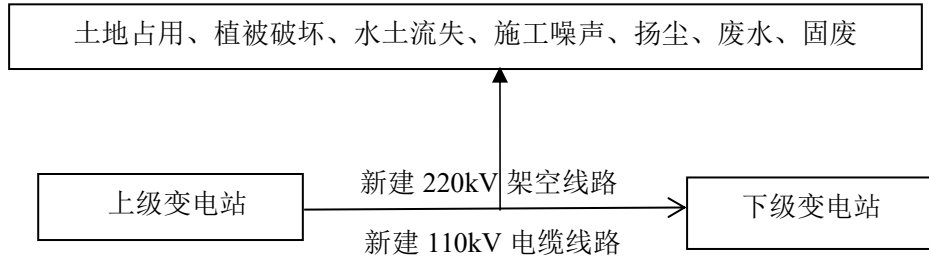 土地占用、植被破坏、水土流失、施工噪声、扬尘、废水、固废
新建 220kV 架空线路
上级变电站
下级变电站
新建 110kV 电缆线路